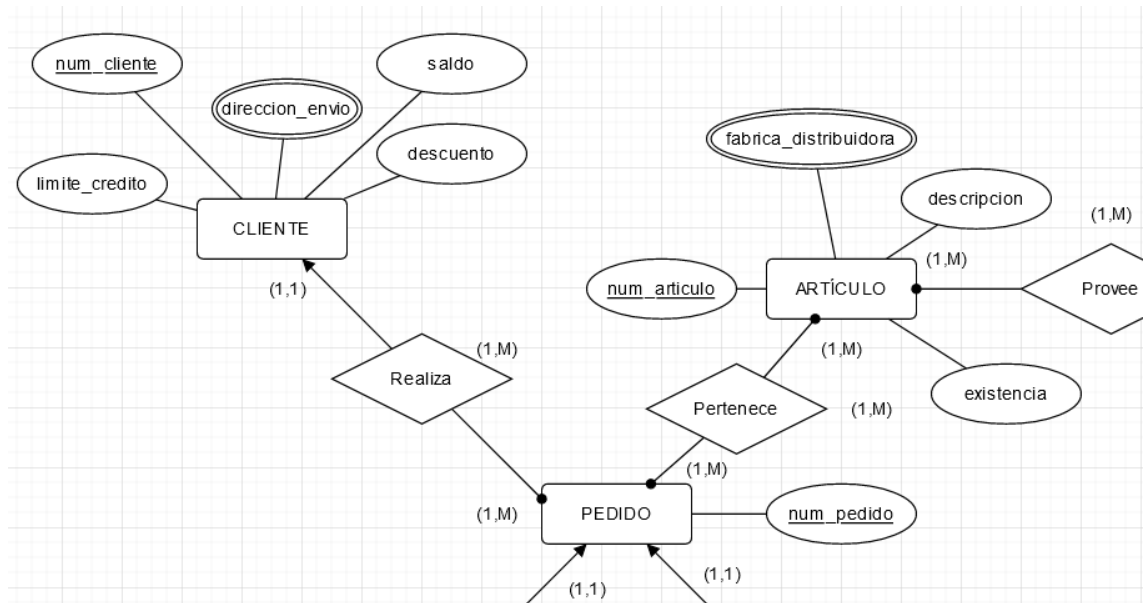 num_cliente
saldo
direccion_envio
fabrica_distribuidora
limite_credito
descuento
descripcion
(1,M)
CLIENTE
(1,M)
(1,1)
num_articulo
ARTÍCULO
Provee
(1,M)
(1,M)
Realiza
existencia
Pertenece
(1,M)
(1,M)
(1,M)
PEDIDO
num_pedido
(1,1)
(1,1)